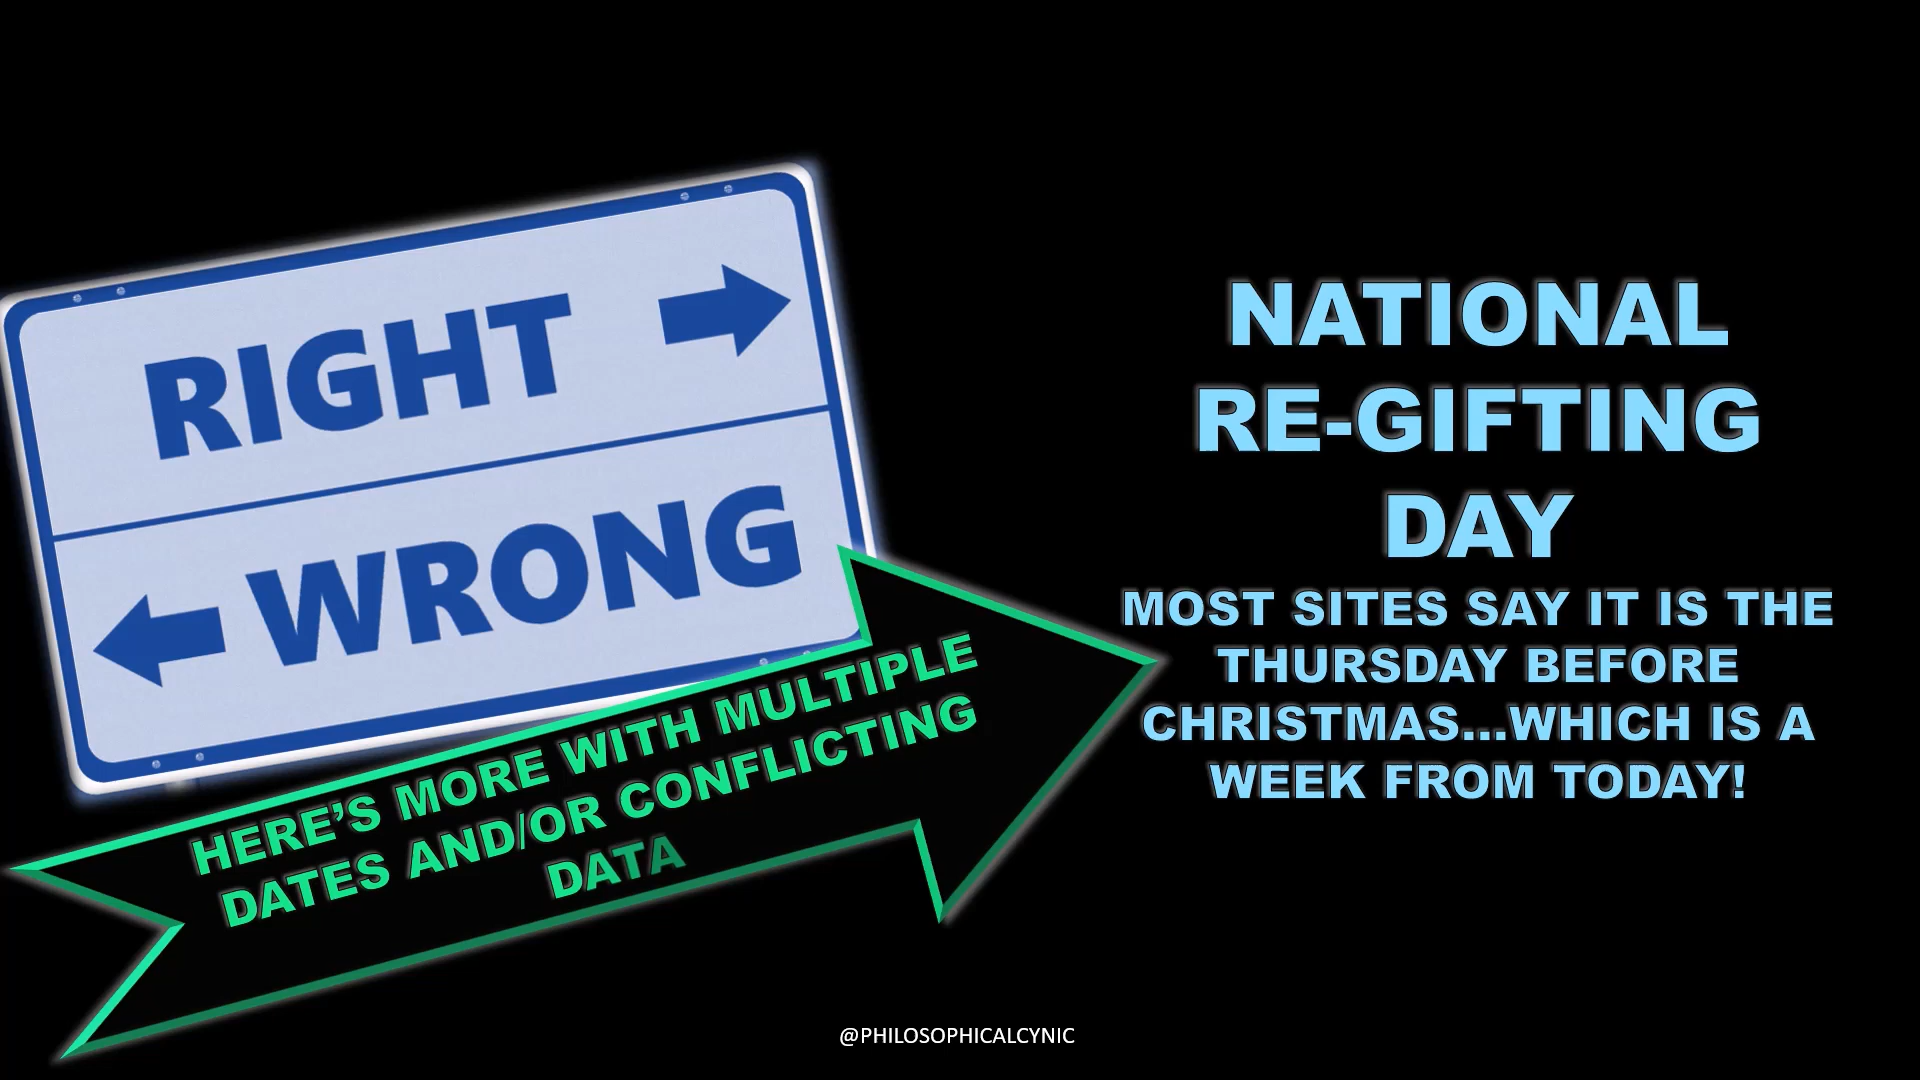 RIGHT
WRONG
HERE’S MORE WITH MULTIPLE
DATES AND/OR CONFLICTING
DATA
NATIONAL
RE-GIFTING
DAY
MOST SITES SAY IT IS THE
THURSDAY BEFORE
CHRISTMAS...WHICH IS A
WEEK FROM TODAY!
@PHILOSOPHICALCYNIC